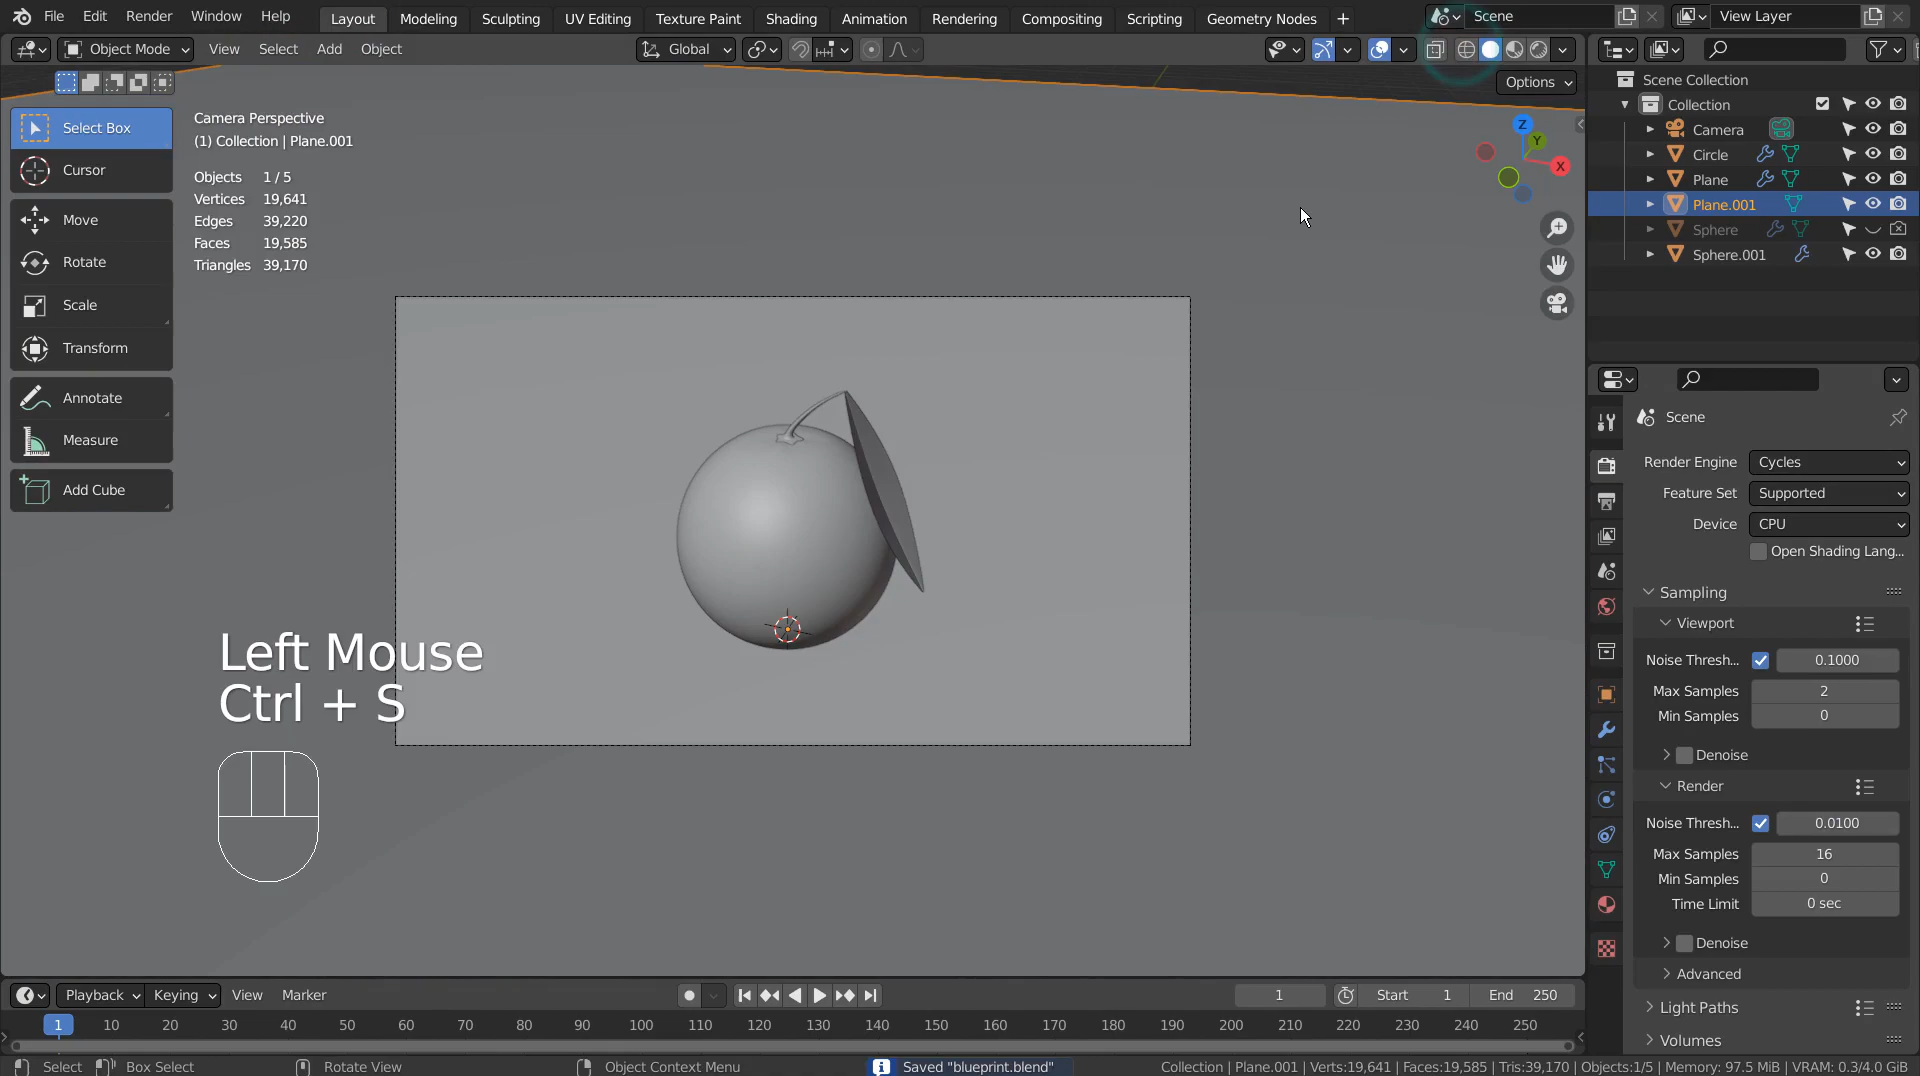 File Edit Render Window Help Layout Modeling Sculpting UV Editing Texture Paint Shading Animation Rendering Compositing Scripting Geometry Nodes + Scene View Layer
Object Mode View Select Add Object Global
Options
Select Box
Cursor
Move
Rotate
Scale
Transform
Annotate
Measure
Add Cube
Camera Perspective
(1) Collection | Plane.001
Objects 1 / 5
Vertices 19,641
Edges 39,220
Faces 19,585
Triangles 39,170
Z
Y
X
Left Mouse
Ctrl + S
Scene Collection
Collection
Camera
Circle
Plane
Plane.001
Sphere
Sphere.001
Scene
Render Engine Cycles
Feature Set Supported
Device CPU
Open Shading Lang...
Sampling
Viewport
Noise Thresh... 0.1000
Max Samples 2
Min Samples 0
Denoise
Render
Noise Thresh... 0.0100
Max Samples 16
Min Samples 0
Time Limit 0 sec
Denoise
Advanced
Light Paths
Volumes
Playback Keying View Marker 1 Start 1 End 250
1 10 20 30 40 50 60 70 80 90 100 110 120 130 140 150 160 170 180 190 200 210 220 230 240 250
Select Box Select Rotate View Object Context Menu Saved "blueprint.blend" Collection | Plane.001 | Verts:19,641 | Faces:19,585 | Tris:39,170 | Objects:1/5 | Memory: 97.5 MiB | VRAM: 0.3/4.0 GiB